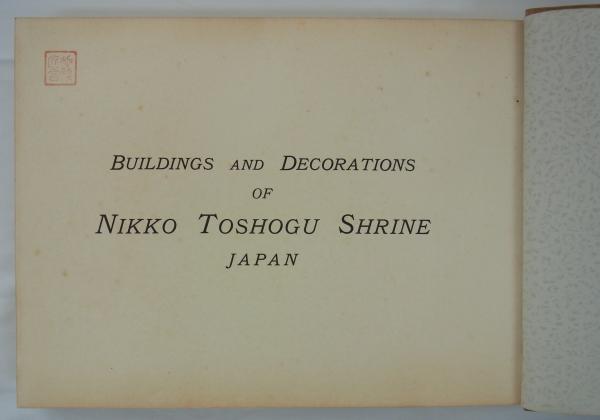 BUILDINGS AND DECORATIONS
OF
NIKKO TOSHOGU SHRINE
JAPAN